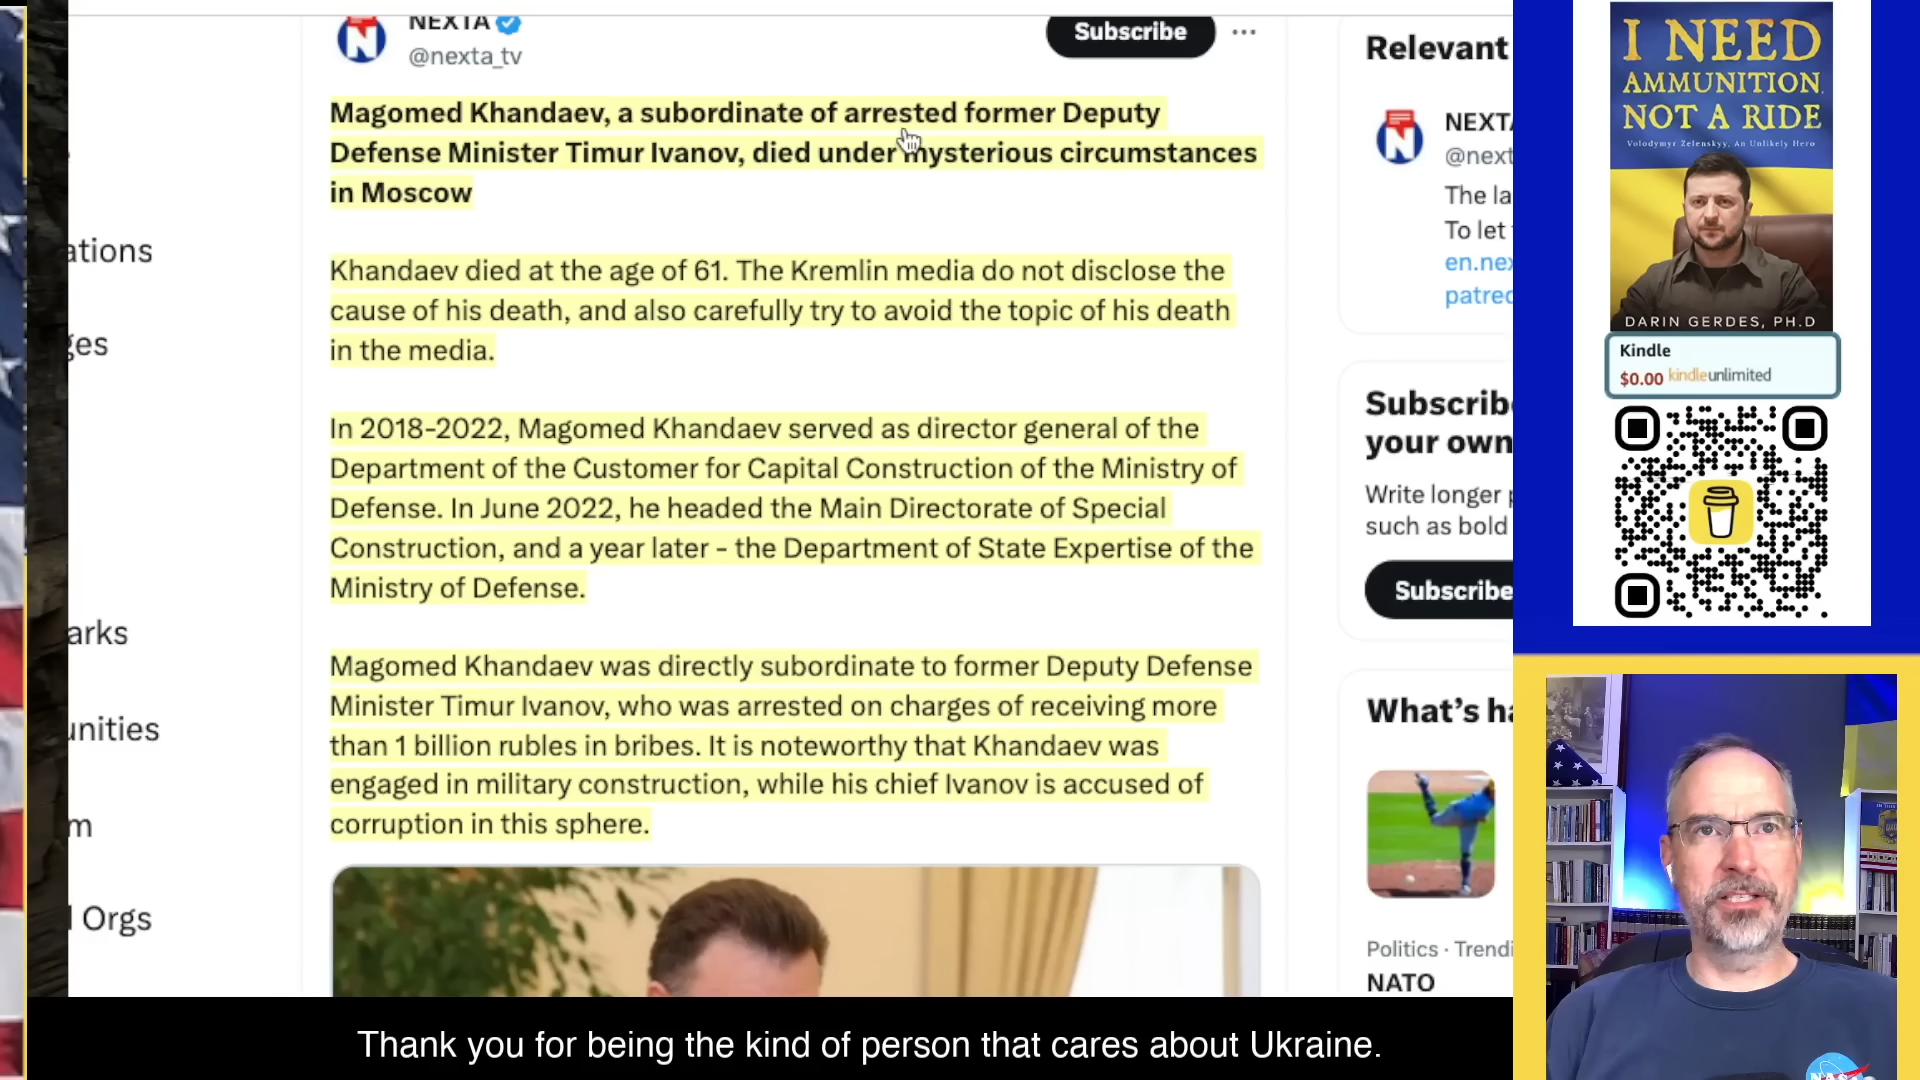 NEXTA
@nexta_tv
Subscribe
Magomed Khandaev, a subordinate of arrested former Deputy
Defense Minister Timur Ivanov, died under mysterious circumstances
in Moscow
Khandaev died at the age of 61. The Kremlin media do not disclose the
cause of his death, and also carefully try to avoid the topic of his death
in the media.
In 2018-2022, Magomed Khandaev served as director general of the
Department of the Customer for Capital Construction of the Ministry of
Defense. In June 2022, he headed the Main Directorate of Special
Construction, and a year later - the Department of State Expertise of the
Ministry of Defense.
Magomed Khandaev was directly subordinate to former Deputy Defense
Minister Timur Ivanov, who was arrested on charges of receiving more
than 1 billion rubles in bribes. It is noteworthy that Khandaev was
engaged in military construction, while his chief Ivanov is accused of
corruption in this sphere.
ations
ges
arks
unities
m
l Orgs
Relevant
NEXTA
@next
The la
To let
en.nex
patreo
Subscrib
your own
Write longer p
such as bold
Subscribe
What's ha
Politics · Trendi
NATO
I NEED
AMMUNITION,
NOT A RIDE
Volodymyr Zelenskyy, An Unlikely Hero
DARIN GERDES, PH.D
Kindle
$0.00 kindleunlimited
NASA
Thank you for being the kind of person that cares about Ukraine.